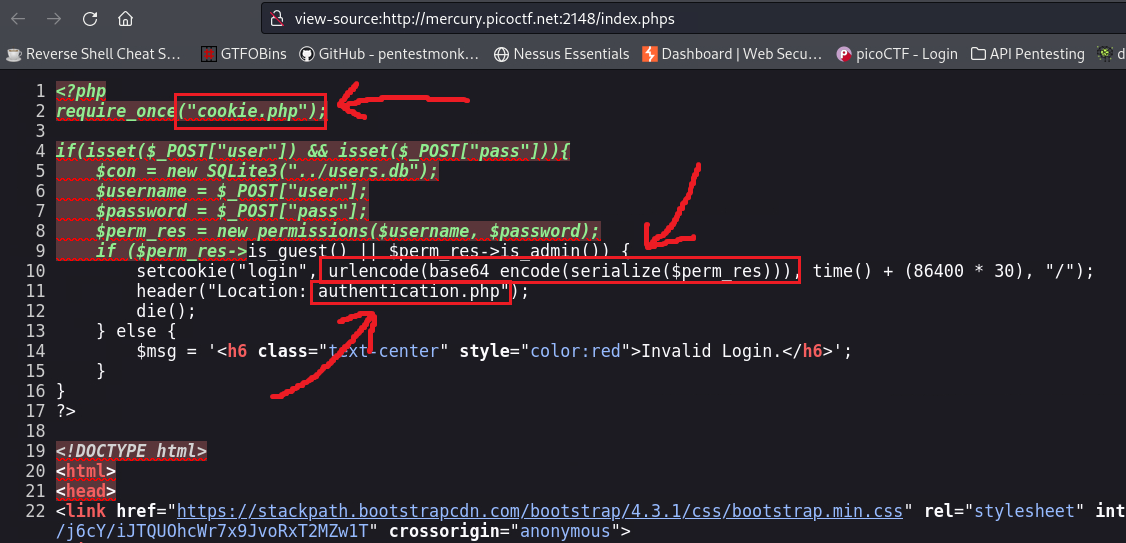 view-source:http://mercury.picoctf.net:2148/index.phps
Reverse Shell Cheat S… GTFOBins GitHub - pentestmonk… Nessus Essentials Dashboard | Web Secu… picoCTF - Login API Pentesting d
1 <?php
2 require_once("cookie.php");
3
4 if(isset($_POST["user"]) && isset($_POST["pass"])){
5 $con = new SQLite3("../users.db");
6 $username = $_POST["user"];
7 $password = $_POST["pass"];
8 $perm_res = new permissions($username, $password);
9 if ($perm_res->is_guest() || $perm_res->is_admin()) {
10 setcookie("login", urlencode(base64_encode(serialize($perm_res))), time() + (86400 * 30), "/");
11 header("Location: authentication.php");
12 die();
13 } else {
14 $msg = '<h6 class="text-center" style="color:red">Invalid Login.</h6>';
15 }
16 }
17 ?>
18
19 <!DOCTYPE html>
20 <html>
21 <head>
22 <link href="https://stackpath.bootstrapcdn.com/bootstrap/4.3.1/css/bootstrap.min.css" rel="stylesheet" int
/j6cY/iJTQUOhcWr7x9JvoRxT2MZw1T" crossorigin="anonymous">